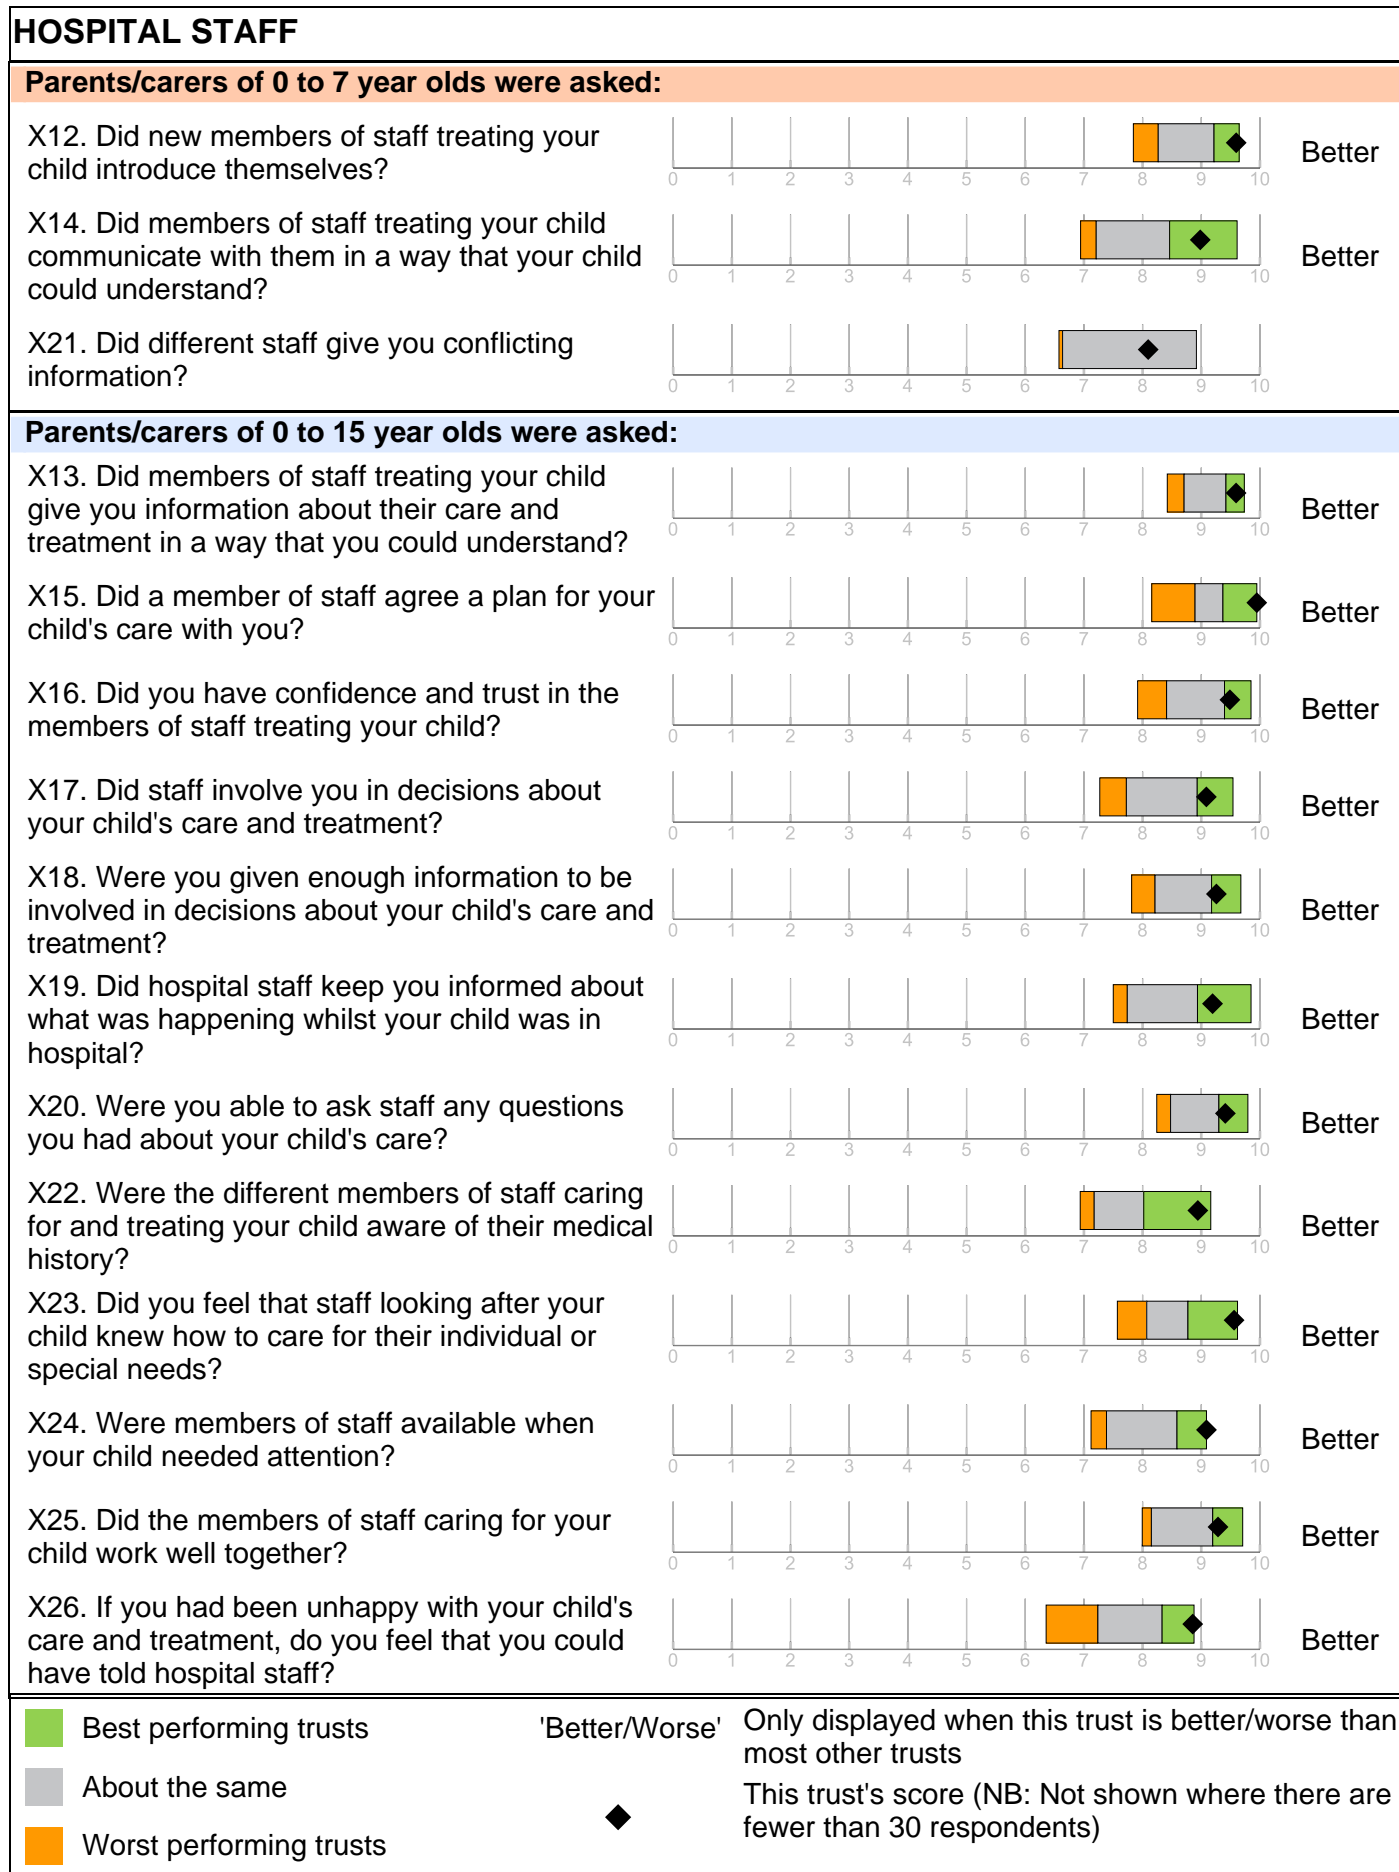 HOSPITAL STAFF
Parents/carers of 0 to 7 year olds were asked:
X12. Did new members of staff treating your
child introduce themselves?
0 1 2 3 4 5 6 7 8 9 10
Better
X14. Did members of staff treating your child
communicate with them in a way that your child
could understand?
0 1 2 3 4 5 6 7 8 9 10
Better
X21. Did different staff give you conflicting
information?
0 1 2 3 4 5 6 7 8 9 10
Parents/carers of 0 to 15 year olds were asked:
X13. Did members of staff treating your child
give you information about their care and
treatment in a way that you could understand?
0 1 2 3 4 5 6 7 8 9 10
Better
X15. Did a member of staff agree a plan for your
child's care with you?
0 1 2 3 4 5 6 7 8 9 10
Better
X16. Did you have confidence and trust in the
members of staff treating your child?
0 1 2 3 4 5 6 7 8 9 10
Better
X17. Did staff involve you in decisions about
your child's care and treatment?
0 1 2 3 4 5 6 7 8 9 10
Better
X18. Were you given enough information to be
involved in decisions about your child's care and
treatment?
0 1 2 3 4 5 6 7 8 9 10
Better
X19. Did hospital staff keep you informed about
what was happening whilst your child was in
hospital?
0 1 2 3 4 5 6 7 8 9 10
Better
X20. Were you able to ask staff any questions
you had about your child's care?
0 1 2 3 4 5 6 7 8 9 10
Better
X22. Were the different members of staff caring
for and treating your child aware of their medical
history?
0 1 2 3 4 5 6 7 8 9 10
Better
X23. Did you feel that staff looking after your
child knew how to care for their individual or
special needs?
0 1 2 3 4 5 6 7 8 9 10
Better
X24. Were members of staff available when
your child needed attention?
0 1 2 3 4 5 6 7 8 9 10
Better
X25. Did the members of staff caring for your
child work well together?
0 1 2 3 4 5 6 7 8 9 10
Better
X26. If you had been unhappy with your child's
care and treatment, do you feel that you could
have told hospital staff?
0 1 2 3 4 5 6 7 8 9 10
Better
Best performing trusts
About the same
Worst performing trusts
'Better/Worse'
Only displayed when this trust is better/worse than
most other trusts
This trust's score (NB: Not shown where there are
fewer than 30 respondents)